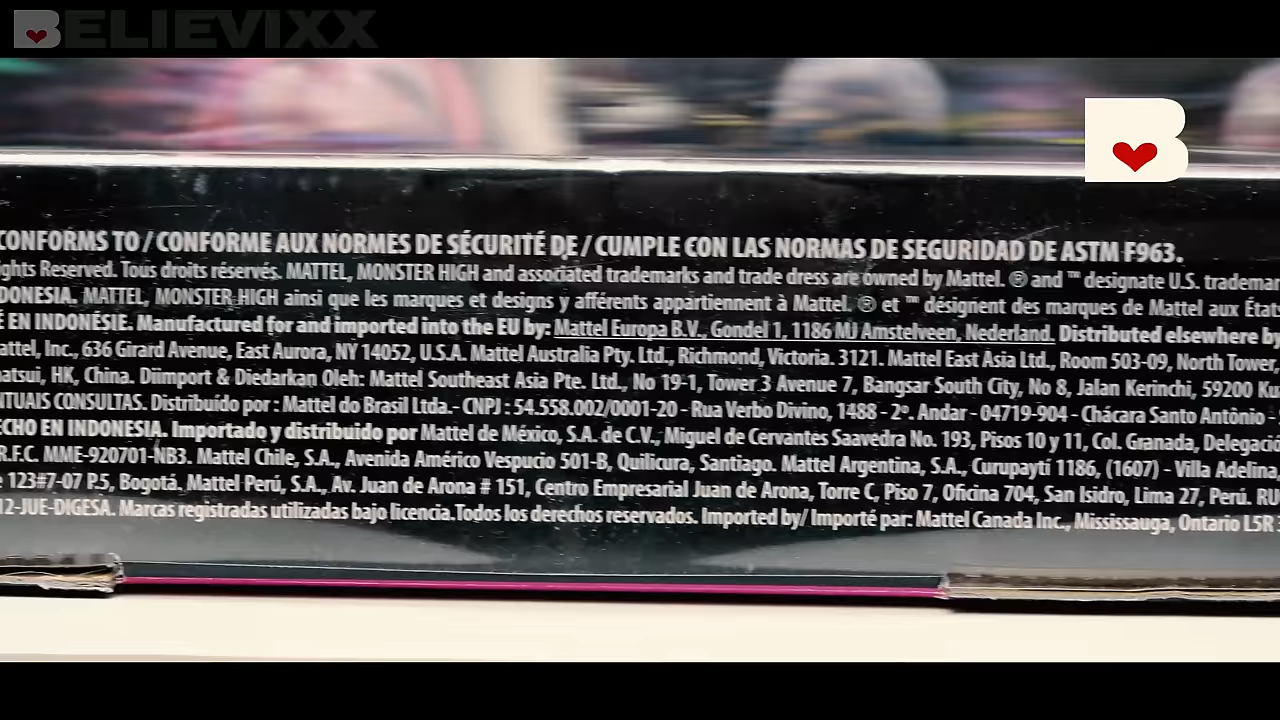 BELIEVIXX
B
CONFORMS TO / CONFORME AUX NORMES DE SÉCURITÉ DE / CUMPLE CON LAS NORMAS DE SEGURIDAD DE ASTM F963.
ights Reserved. Tous droits réservés. MATTEL, MONSTER HIGH and associated trademarks and trade dress are owned by Mattel. ® and ™ designate U.S. trademar
DONESIA. MATTEL, MONSTER HIGH ainsi que les marques et designs y afférents appartiennent à Mattel. ® et ™ désignent des marques de Mattel aux État
É EN INDONÉSIE. Manufactured for and imported into the EU by: Mattel Europa B.V., Gondel 1, 1186 MJ Amstelveen, Nederland. Distributed elsewhere by
attel, Inc., 636 Girard Avenue, East Aurora, NY 14052, U.S.A. Mattel Australia Pty. Ltd., Richmond, Victoria. 3121. Mattel East Asia Ltd., Room 503-09, North Tower,
hatsui, HK, China. Diimport & Diedarkan Oleh: Mattel Southeast Asia Pte. Ltd., No 19-1, Tower 3 Avenue 7, Bangsar South City, No 8, Jalan Kerinchi, 59200 Ku
NTUAIS CONSULTAS. Distribuído por : Mattel do Brasil Ltda.- CNPJ : 54.558.002/0001-20 - Rua Verbo Divino, 1488 - 2º. Andar - 04719-904 - Chácara Santo Antônio -
ECHO EN INDONESIA. Importado y distribuido por Mattel de México, S.A. de C.V., Miguel de Cervantes Saavedra No. 193, Pisos 10 y 11, Col. Granada, Delegació
R.F.C. MME-920701-NB3. Mattel Chile, S.A., Avenida Américo Vespucio 501-B, Quilicura, Santiago. Mattel Argentina, S.A., Curupaytí 1186, (1607) - Villa Adelina,
e 123#7-07 P.5, Bogotá. Mattel Perú, S.A., Av. Juan de Arona # 151, Centro Empresarial Juan de Arona, Torre C, Piso 7, Oficina 704, San Isidro, Lima 27, Perú. RU
12-JUE-DIGESA. Marcas registradas utilizadas bajo licencia.Todos los derechos reservados. Imported by/ Importé par: Mattel Canada Inc., Mississauga, Ontario L5R